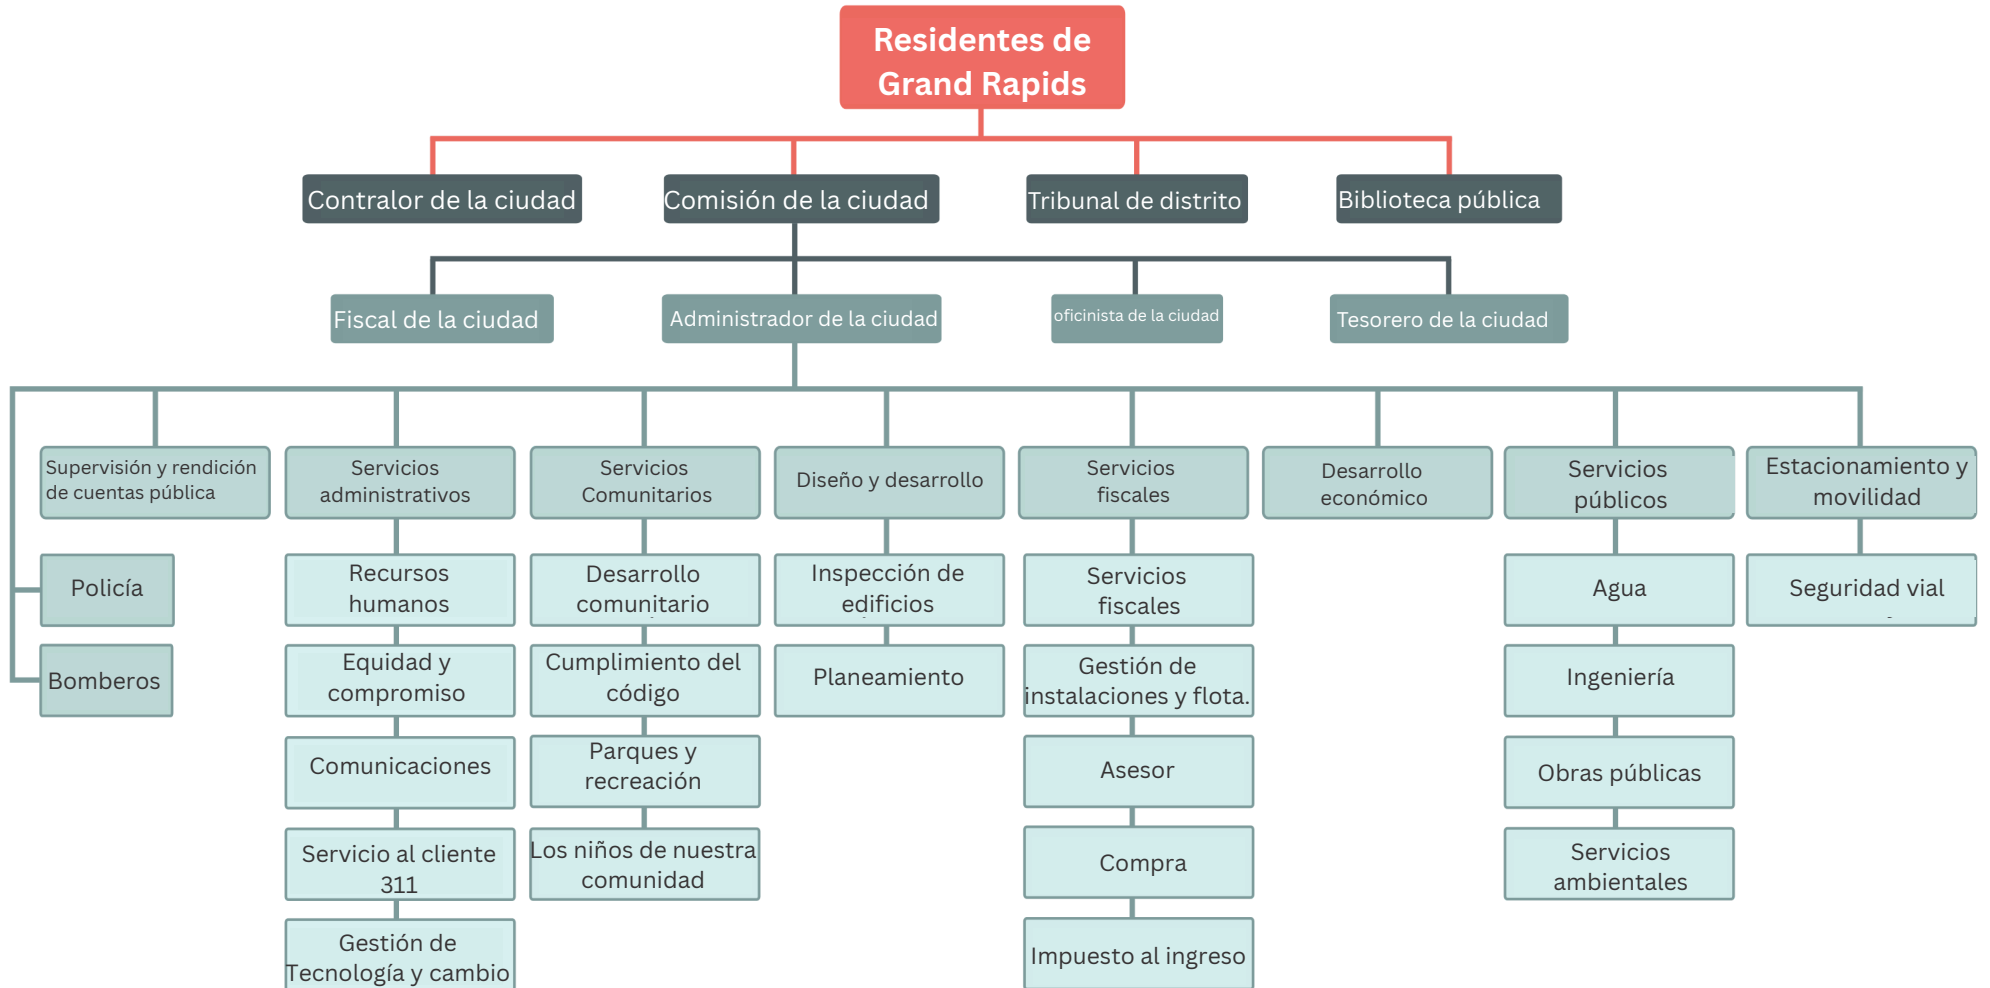 Residentes de
Grand Rapids
Contralor de la ciudad
Comisión de la ciudad
Tribunal de distrito
Biblioteca pública
Fiscal de la ciudad
Administrador de la ciudad
oficinista de la ciudad
Tesorero de la ciudad
Supervisión y rendición
de cuentas pública
Servicios
administrativos
Servicios
Comunitarios
Diseño y desarrollo
Servicios
fiscales
Desarrollo
económico
Servicios
públicos
Estacionamiento y
movilidad
Policía
Bomberos
Recursos
humanos
Equidad y
compromiso
Comunicaciones
Servicio al cliente
311
Gestión de
Tecnología y cambio
Desarrollo
comunitario
Cumplimiento del
código
Parques y
recreación
Los niños de nuestra
comunidad
Inspección de
edificios
Planeamiento
Servicios
fiscales
Gestión de
instalaciones y flota.
Asesor
Compra
Impuesto al ingreso
Agua
Ingeniería
Obras públicas
Servicios
ambientales
Seguridad vial